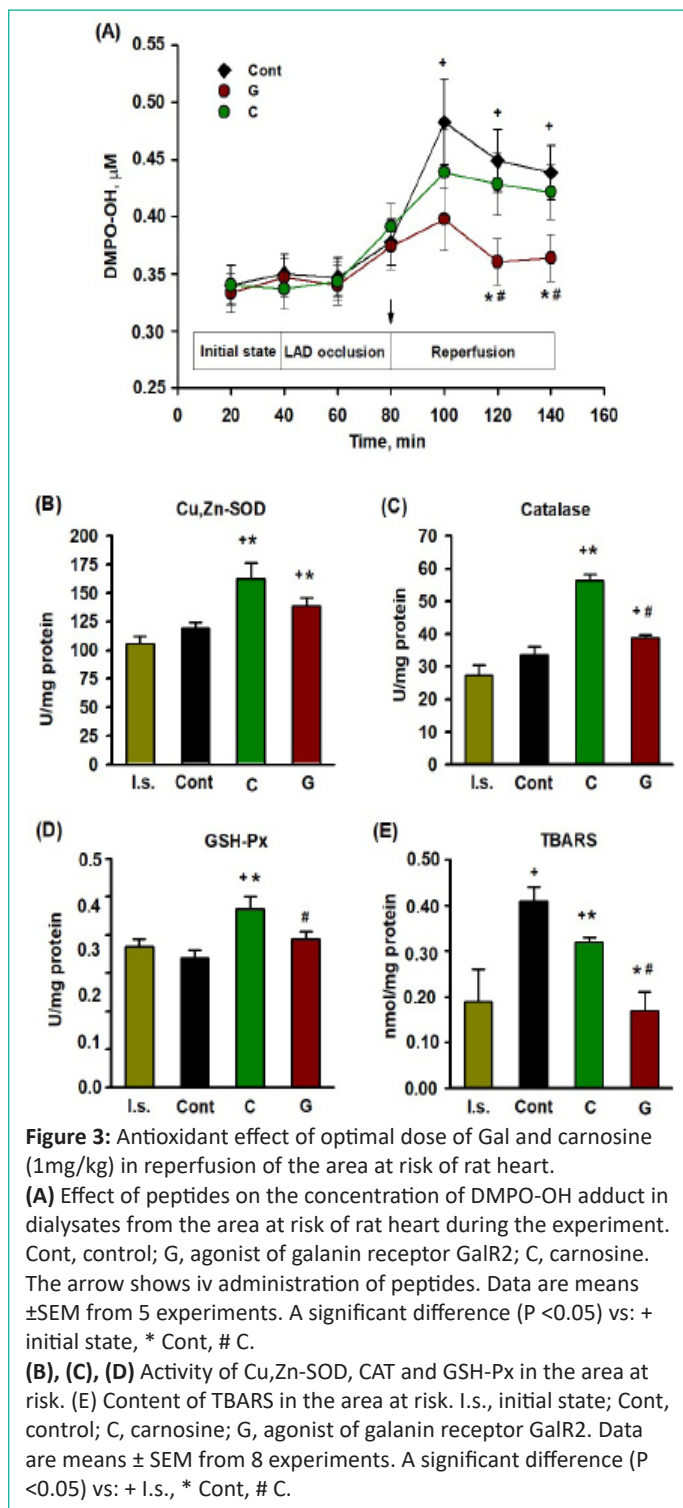 (A)
0.55
0.50
0.45
0.40
0.35
0.30
0.25
DMPO-OH, µM
Cont
G
C
+
+
+
*#
*#
Initial state
LAD occlusion
Reperfusion
0 20 40 60 80 100 120 140 160
Time, min
(B)
Cu,Zn-SOD
200
175
150
125
100
75
50
25
0
U/mg protein
+*
+*
I.s. Cont C G
(C)
Catalase
70
60
50
40
30
20
10
0
U/mg protein
+*
+ #
I.s. Cont C G
(D)
GSH-Px
0.5
0.4
0.3
0.2
0.1
0.0
U/mg protein
+ *
#
I.s. Cont C G
(E)
TBARS
0.50
0.40
0.30
0.20
0.10
0.00
nmol/mg protein
+
+*
* #
I.s. Cont C G
Figure 3: Antioxidant effect of optimal dose of Gal and carnosine
(1mg/kg) in reperfusion of the area at risk of rat heart.
(A) Effect of peptides on the concentration of DMPO-OH adduct in
dialysates from the area at risk of rat heart during the experiment.
Cont, control; G, agonist of galanin receptor GalR2; C, carnosine.
The arrow shows iv administration of peptides. Data are means
±SEM from 5 experiments. A significant difference (P <0.05) vs: +
initial state, * Cont, # C.
(B), (C), (D) Activity of Cu,Zn-SOD, CAT and GSH-Px in the area at
risk. (E) Content of TBARS in the area at risk. I.s., initial state; Cont,
control; C, carnosine; G, agonist of galanin receptor GalR2. Data
are means ± SEM from 8 experiments. A significant difference (P
<0.05) vs: + I.s., * Cont, # C.